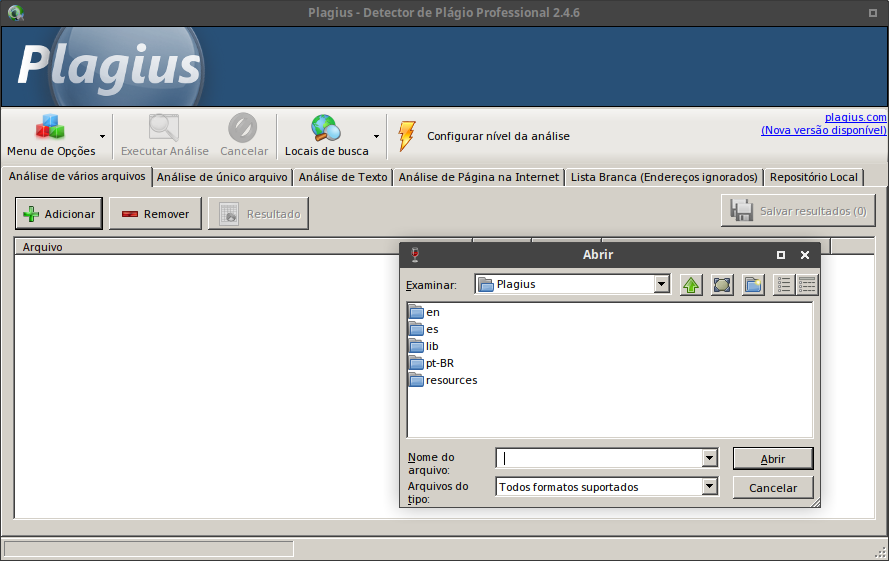 Plagius - Detector de Plágio Professional 2.4.6
Plagius
plagius.com
(Nova versão disponível)
Menu de Opções
Executar Análise
Cancelar
Locais de busca
Configurar nível da análise
Análise de vários arquivos
Análise de único arquivo
Análise de Texto
Análise de Página na Internet
Lista Branca (Endereços ignorados)
Repositório Local
Adicionar
Remover
Resultado
Salvar resultados (0)
Arquivo
Abrir
Examinar:
Plagius
en
es
lib
pt-BR
resources
Nome do
arquivo:
Abrir
Arquivos do
tipo:
Todos formatos suportados
Cancelar